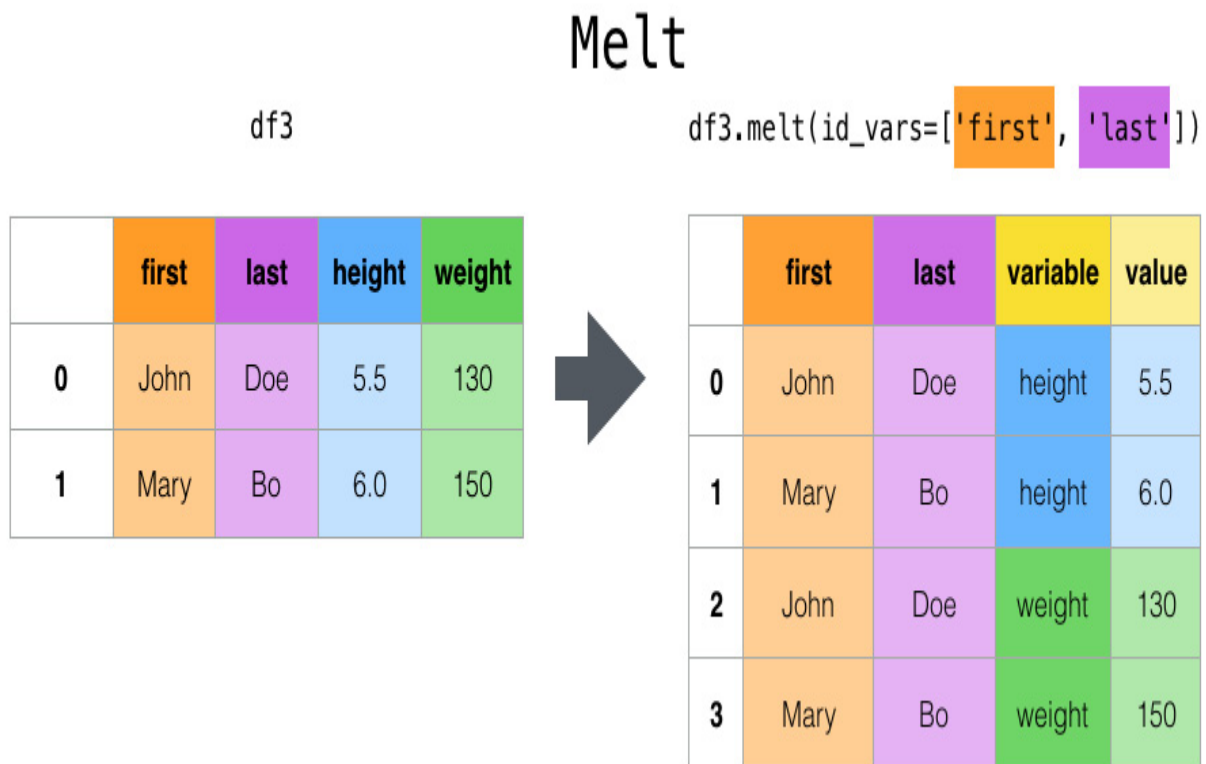 Melt
df3
first last height weight
0 John Doe 5.5 130
1 Mary Bo 6.0 150
df3.melt(id_vars=['first', 'last'])
first last variable value
0 John Doe height 5.5
1 Mary Bo height 6.0
2 John Doe weight 130
3 Mary Bo weight 150